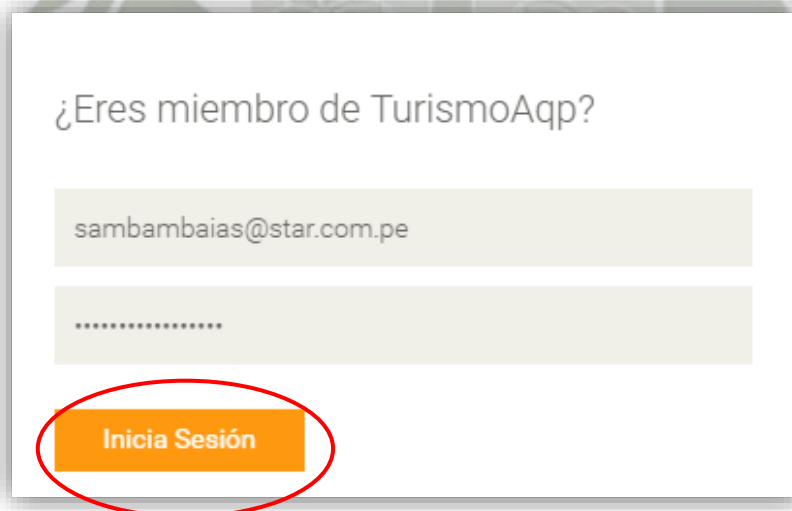 ¿Eres miembro de TurismoAqp?
sambambaias@star.com.pe
•••••••••••••••••
Inicia Sesión